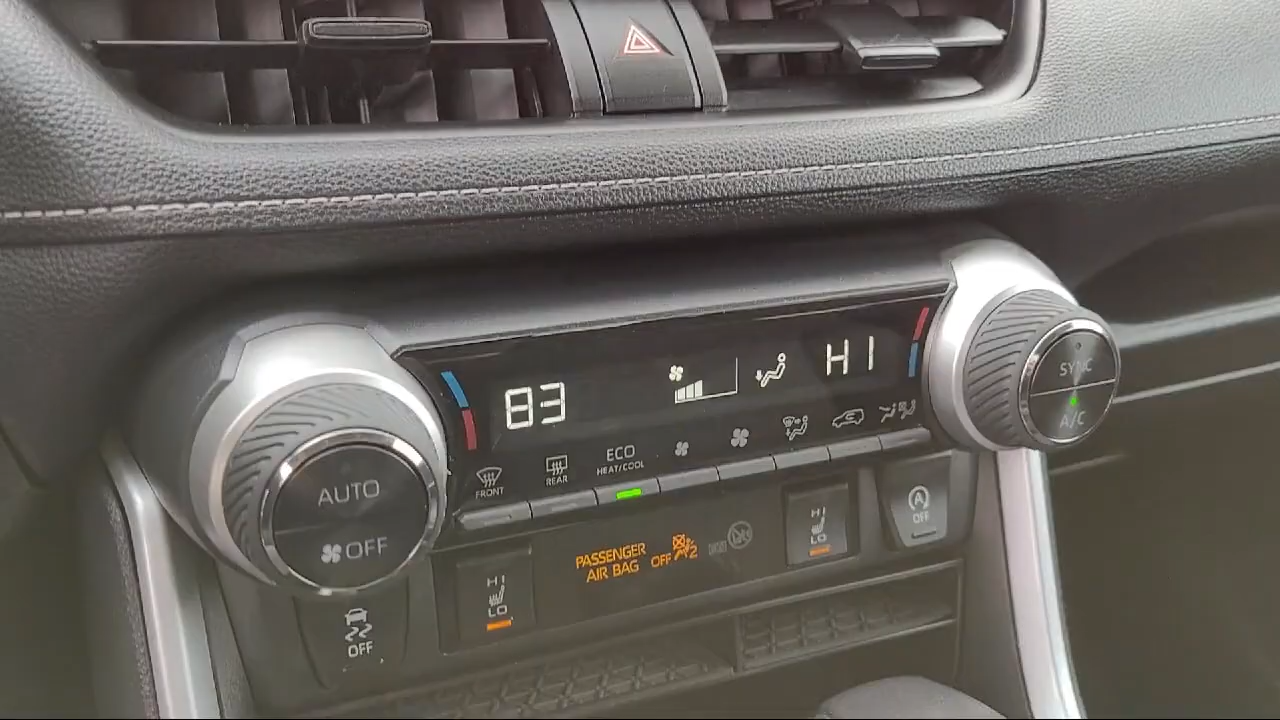 83
HI
SYNC
A/C
AUTO
OFF
FRONT
REAR
ECO
HEAT/COOL
PASSENGER
AIR BAG
OFF
2
HI
LO
HI
LO
A
OFF
OFF